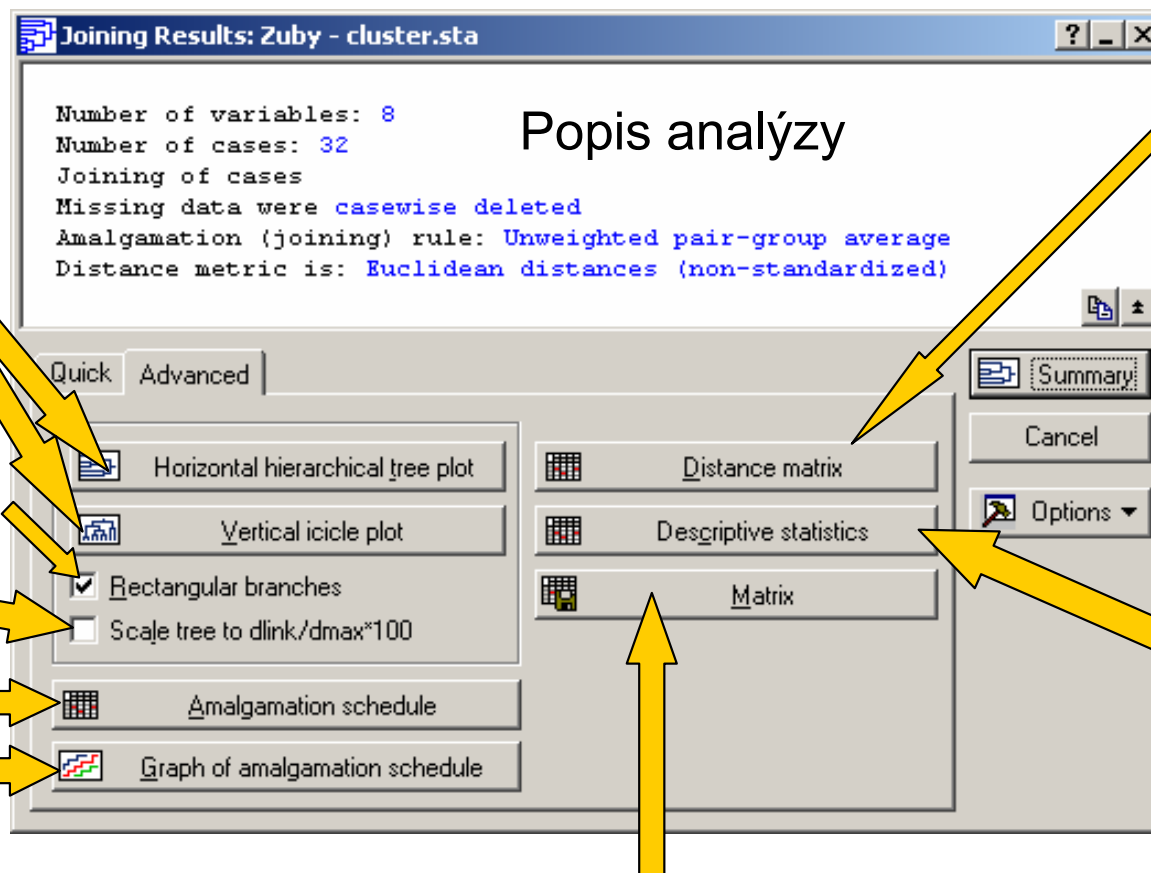 Joining Results: Zuby - cluster.sta
Number of variables: 8
Number of cases: 32
Joining of cases
Missing data were casewise deleted
Amalgamation (joining) rule: Unweighted pair-group average
Distance metric is: Euclidean distances (non-standardized)
Popis analýzy
Quick Advanced
Summary
Cancel
Options
Horizontal hierarchical tree plot
Vertical icicle plot
Rectangular branches
Scale tree to dlink/dmax*100
Amalgamation schedule
Graph of amalgamation schedule
Distance matrix
Descriptive statistics
Matrix